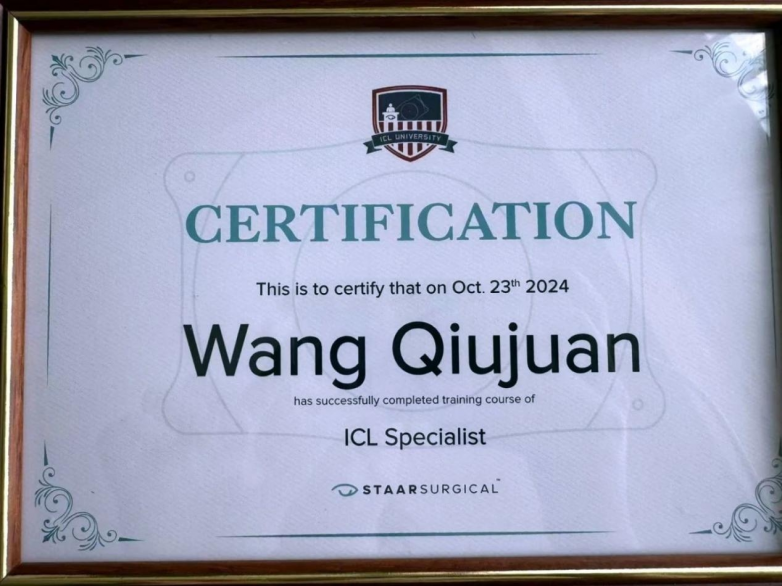 ICL UNIVERSITY
CERTIFICATION
This is to certify that on Oct. 23th 2024
Wang Qiujuan
has successfully completed training course of
ICL Specialist
STAARSURGICAL™